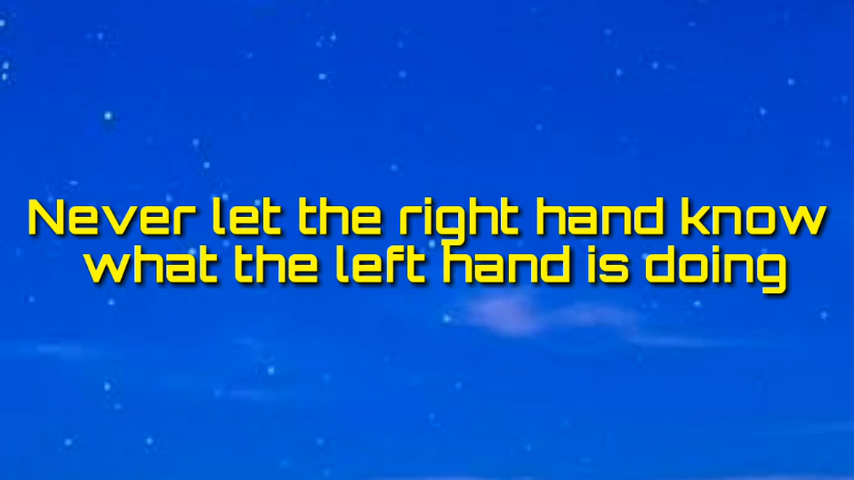 Never let the right hand know
what the left hand is doing